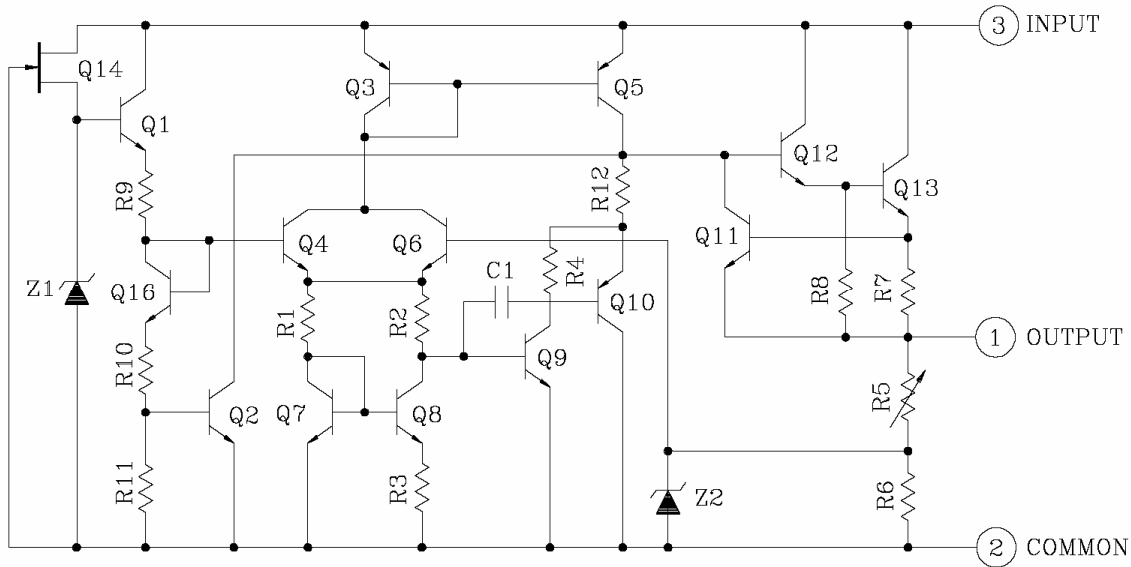 3 INPUT
Q14
Q3
Q5
Q1
Q12
R9
R12
Q13
Q4
Q6
Q11
R4
C1
Z1
Q16
Q10
R8
R7
R1
R2
1 OUTPUT
R10
Q9
R5
Q2
Q7
Q8
R11
R3
Z2
R6
2 COMMON